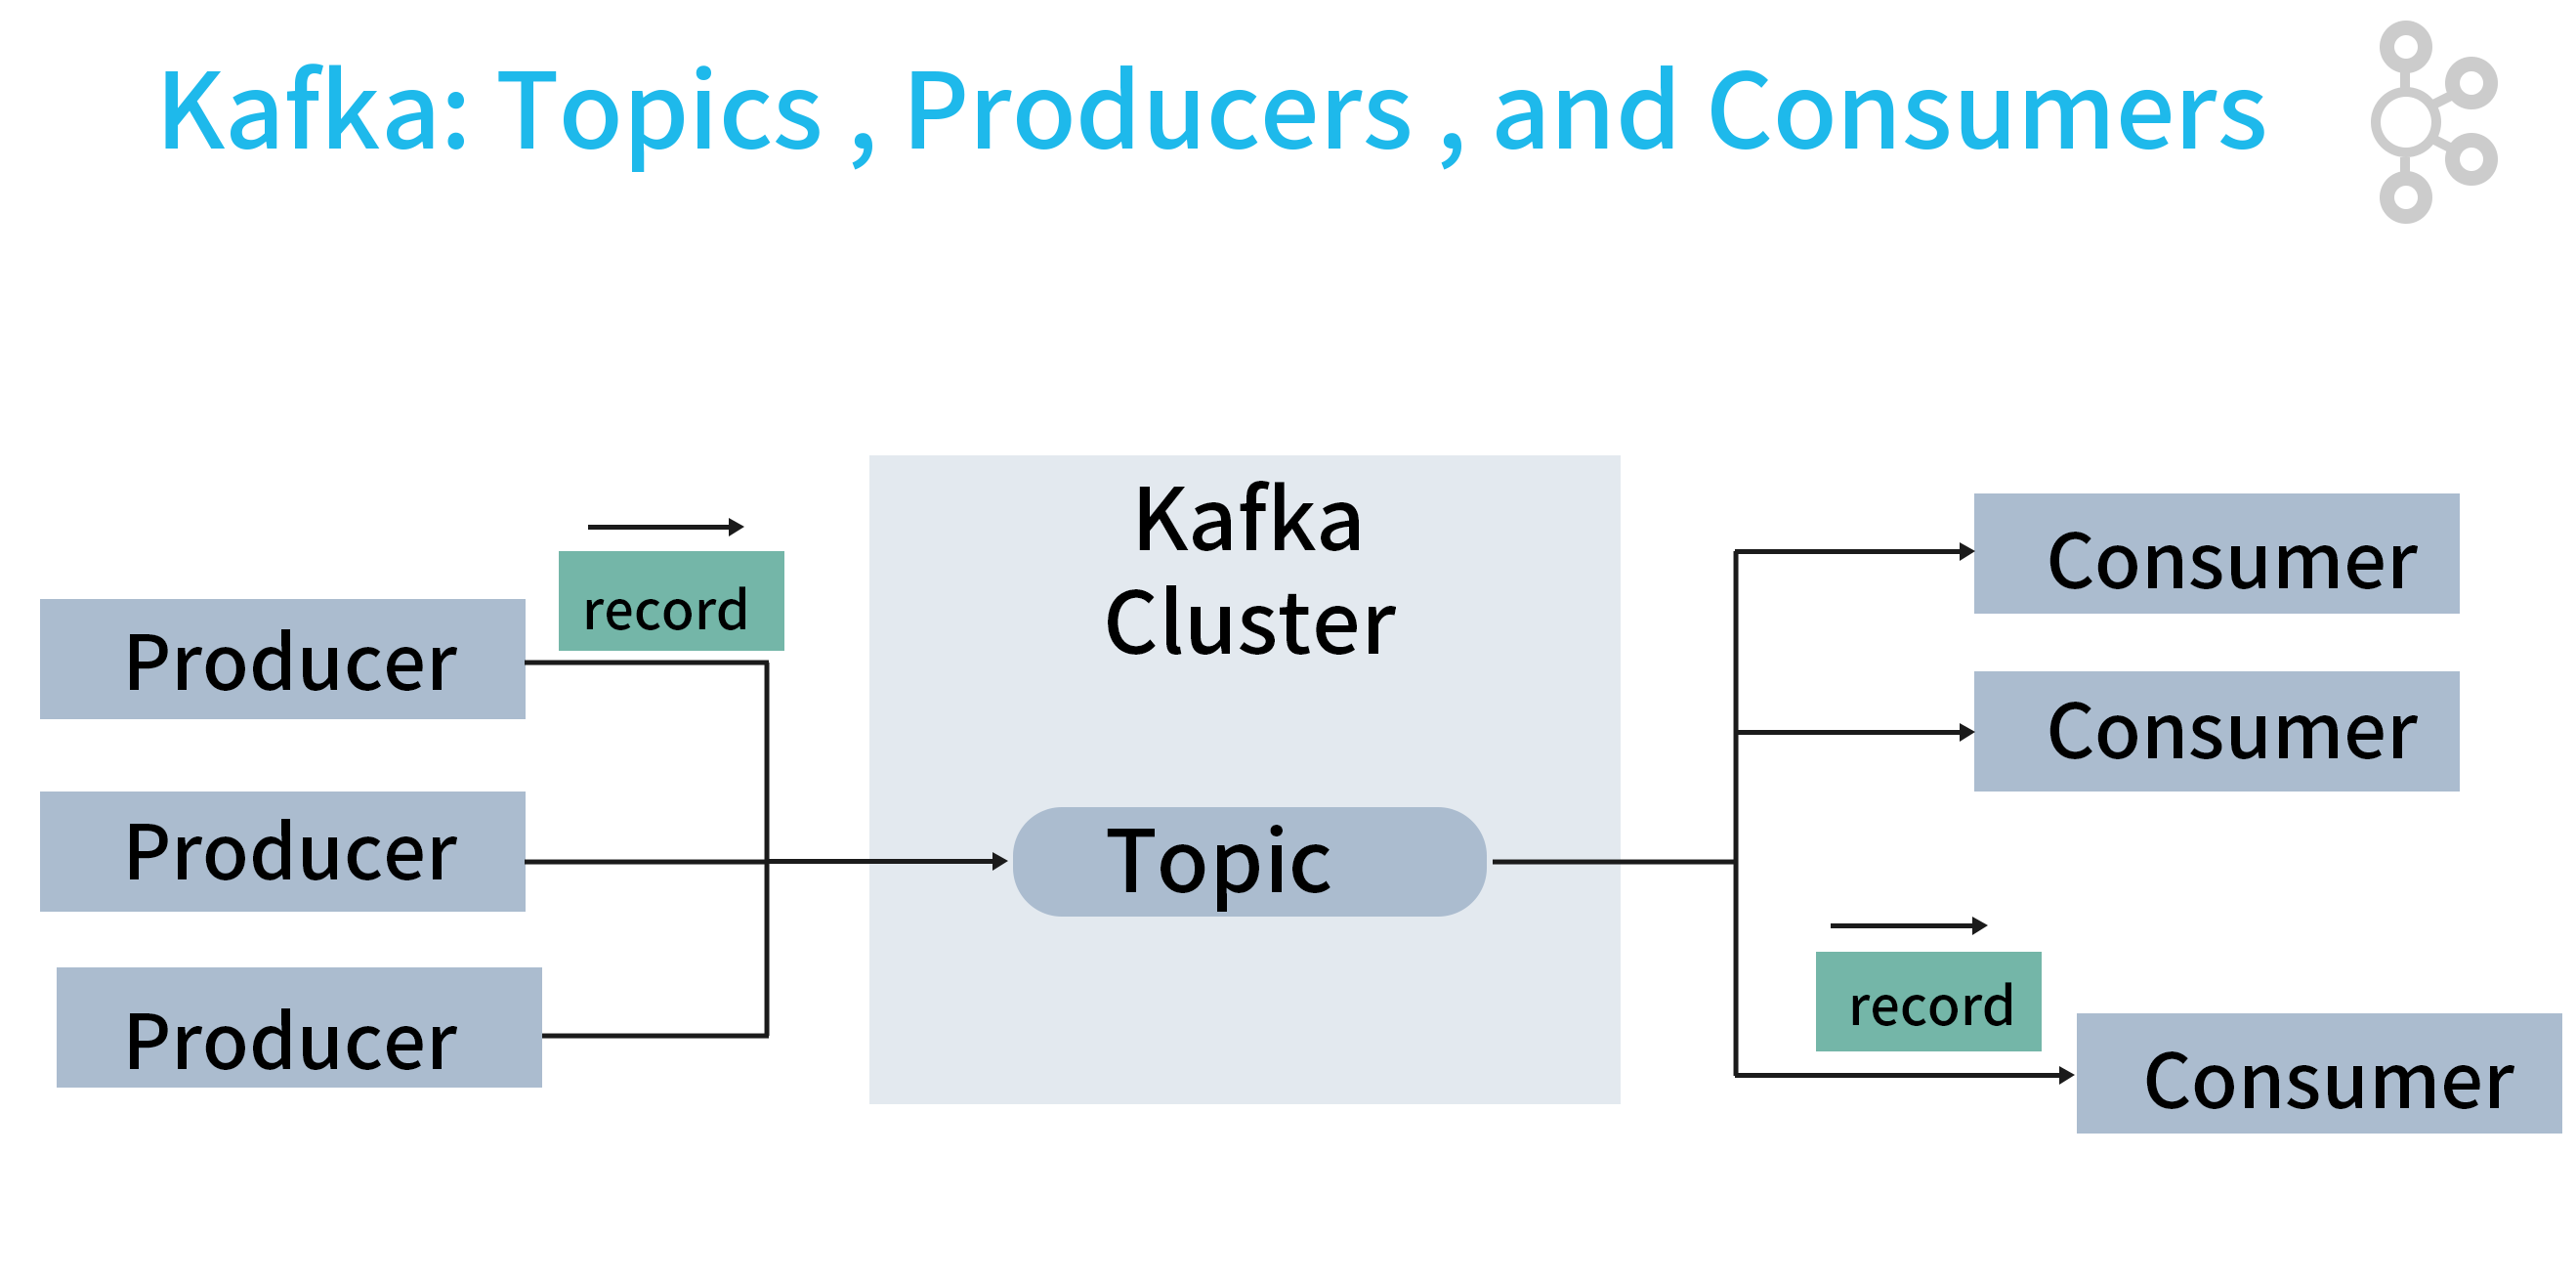 Kafka: Topics , Producers , and Consumers
Kafka
Cluster
record
Producer
Producer
Producer
Topic
Consumer
Consumer
record
Consumer